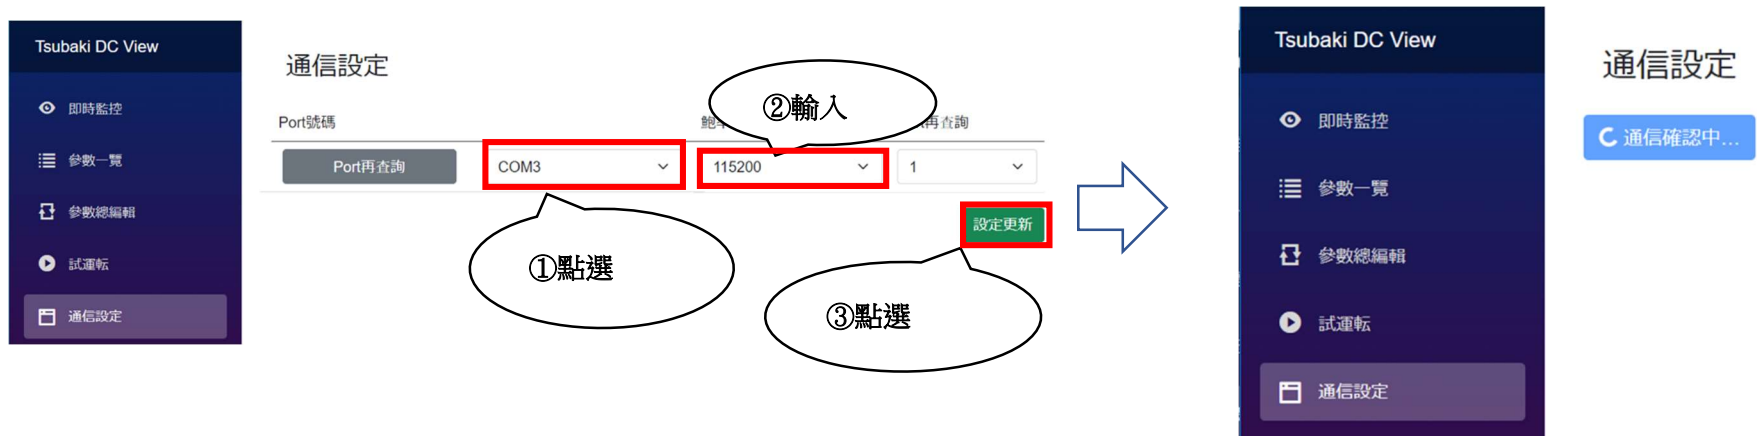 Tsubaki DC View
即時監控
參數一覽
參數總編輯
試運転
通信設定
通信設定
Port號碼
鮑
再查詢
Port再查詢
COM3
115200
1
設定更新
①點選
②輸入
③點選
Tsubaki DC View
即時監控
參數一覽
參數總編輯
試運転
通信設定
通信設定
通信確認中...